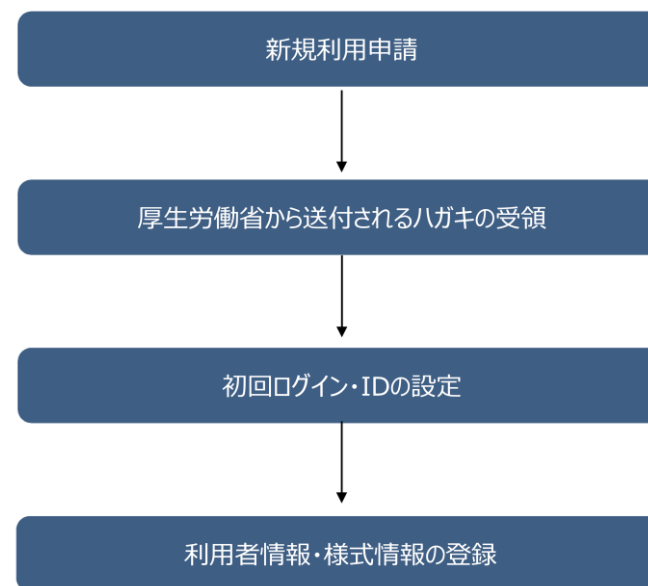 新規利用申請
厚生労働省から送付されるハガキの受領
初回ログイン・IDの設定
利用者情報・様式情報の登録